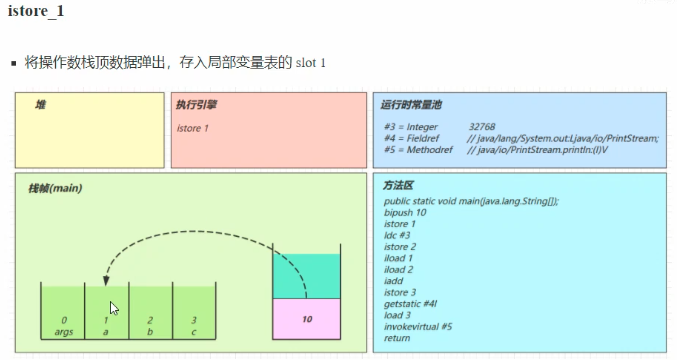 istore_1
将操作数栈顶数据弹出，存入局部变量表的 slot 1
堆
执行引擎
istore 1
运行时常量池
#3 = Integer 32768
#4 = Fieldref // java/lang/System.out:Ljava/io/PrintStream;
#5 = Methodref // java/io/PrintStream.println:(I)V
栈帧(main)
0
args
1
a
2
b
3
c
10
方法区
public static void main(java.lang.String[]);
bipush 10
istore 1
ldc #3
istore 2
iload 1
iload 2
iadd
istore 3
getstatic #4l
load 3
invokevirtual #5
return